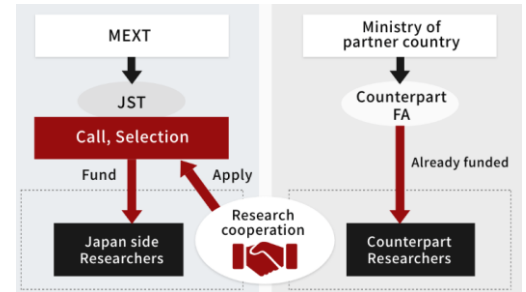 MEXT
JST
Call, Selection
Fund
Apply
Japan side
Researchers
Research
cooperation
Ministry of
partner country
Counterpart
FA
Already funded
Counterpart
Researchers